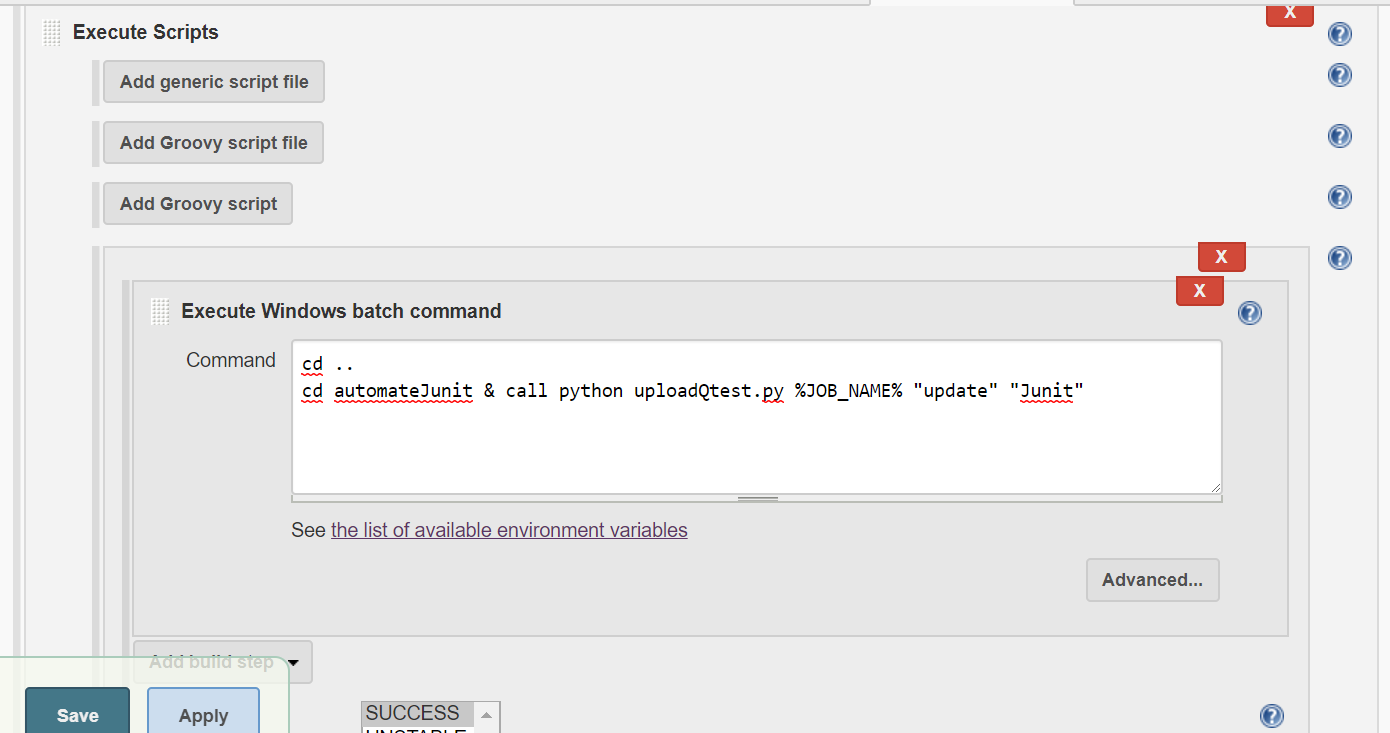 X
Execute Scripts
Add generic script file
Add Groovy script file
Add Groovy script
X
X
Execute Windows batch command
Command
cd ..
cd automateJunit & call python uploadQtest.py %JOB_NAME% "update" "Junit"
See the list of available environment variables
Advanced...
Add build step
Save
Apply
SUCCESS
UNSTABLE